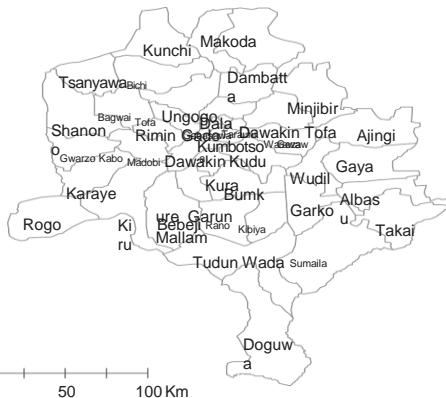 Makoda
Kunchi
Dambatt
a
Tsanyawa
Bichi
Minjibir
Bagwai
Tofa
Ungogo
Dala
Shanon
o
Rimin Gado
Tarauni
Dawakin Tofa
Ajingi
Kumbotso
Gwarzo
Kabo
Madobi
Dawakin Kudu
Gaya
Wudil
Kura
Bumk
Karaye
Garko
Albas
u
Rogo
Ki
ru
ure
Garun
Bebeji
Rano
Kibiya
Mallam
Takai
Tudun Wada
Sumaila
Doguw
a
50
100 Km